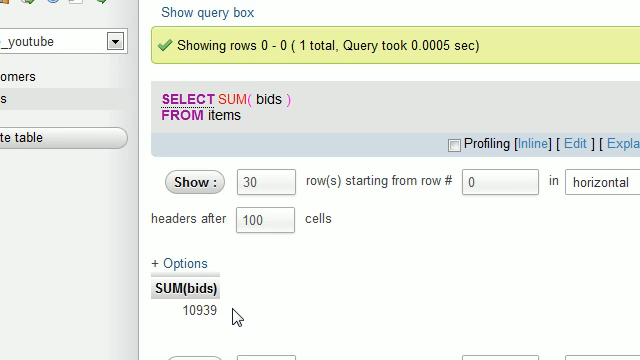 Show query box
_youtube
Showing rows 0 - 0 ( 1 total, Query took 0.0005 sec)
omers
s
SELECT SUM( bids )
FROM items
te table
Profiling [Inline] [ Edit ] [ Expla
Show : 30 row(s) starting from row # 0 in horizontal
headers after 100 cells
+ Options
SUM(bids)
10939